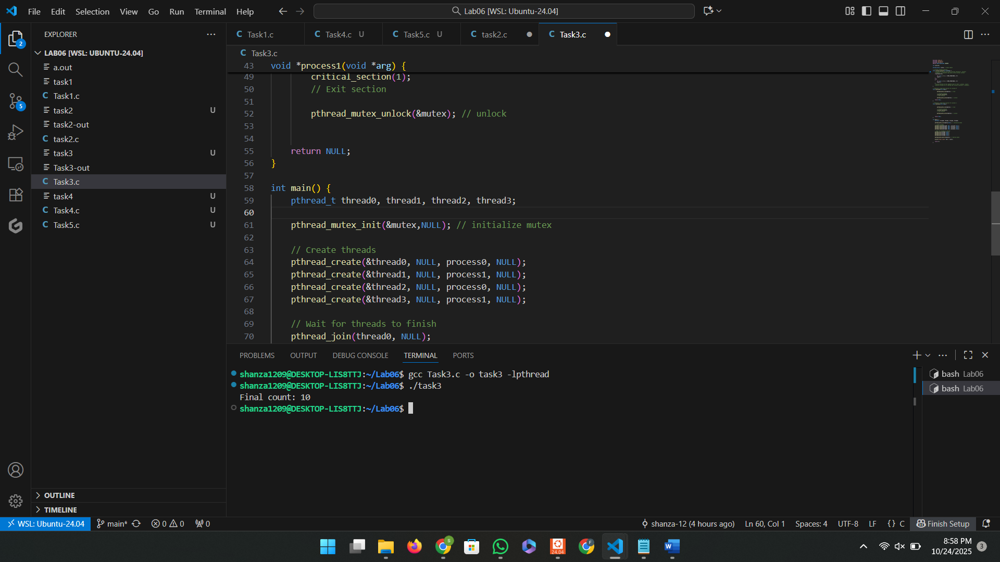 File Edit Selection View Go Run Terminal Help
Lab06 [WSL: Ubuntu-24.04]
EXPLORER
LAB06 [WSL: UBUNTU-24.04]
a.out
task1
C Task1.c
task2 U
task2-out
C task2.c
task3 U
Task3-out
C Task3.c
task4 U
C Task4.c U
C Task5.c U
OUTLINE
TIMELINE
2
5
C Task1.c
C Task4.c U
C Task5.c U
C task2.c
C Task3.c
C Task3.c
43 void *process1(void *arg) {
49 critical_section(1);
50 // Exit section
51
52 pthread_mutex_unlock(&mutex); // unlock
53
54
55 return NULL;
56 }
57
58 int main() {
59 pthread_t thread0, thread1, thread2, thread3;
60
61 pthread_mutex_init(&mutex,NULL); // initialize mutex
62
63 // Create threads
64 pthread_create(&thread0, NULL, process0, NULL);
65 pthread_create(&thread1, NULL, process1, NULL);
66 pthread_create(&thread2, NULL, process0, NULL);
67 pthread_create(&thread3, NULL, process1, NULL);
68
69 // Wait for threads to finish
70 pthread_join(thread0, NULL);
PROBLEMS OUTPUT DEBUG CONSOLE TERMINAL PORTS
shanza1209@DESKTOP-LIS8TTJ:~/Lab06$ gcc Task3.c -o task3 -lpthread
shanza1209@DESKTOP-LIS8TTJ:~/Lab06$ ./task3
Final count: 10
shanza1209@DESKTOP-LIS8TTJ:~/Lab06$
bash Lab06
bash Lab06
WSL: Ubuntu-24.04 main* 0 0 0 shanza-12 (4 hours ago) Ln 60, Col 1 Spaces: 4 UTF-8 LF {} C Finish Setup
S
24.04
F
W
8:58 PM
10/24/2025
3